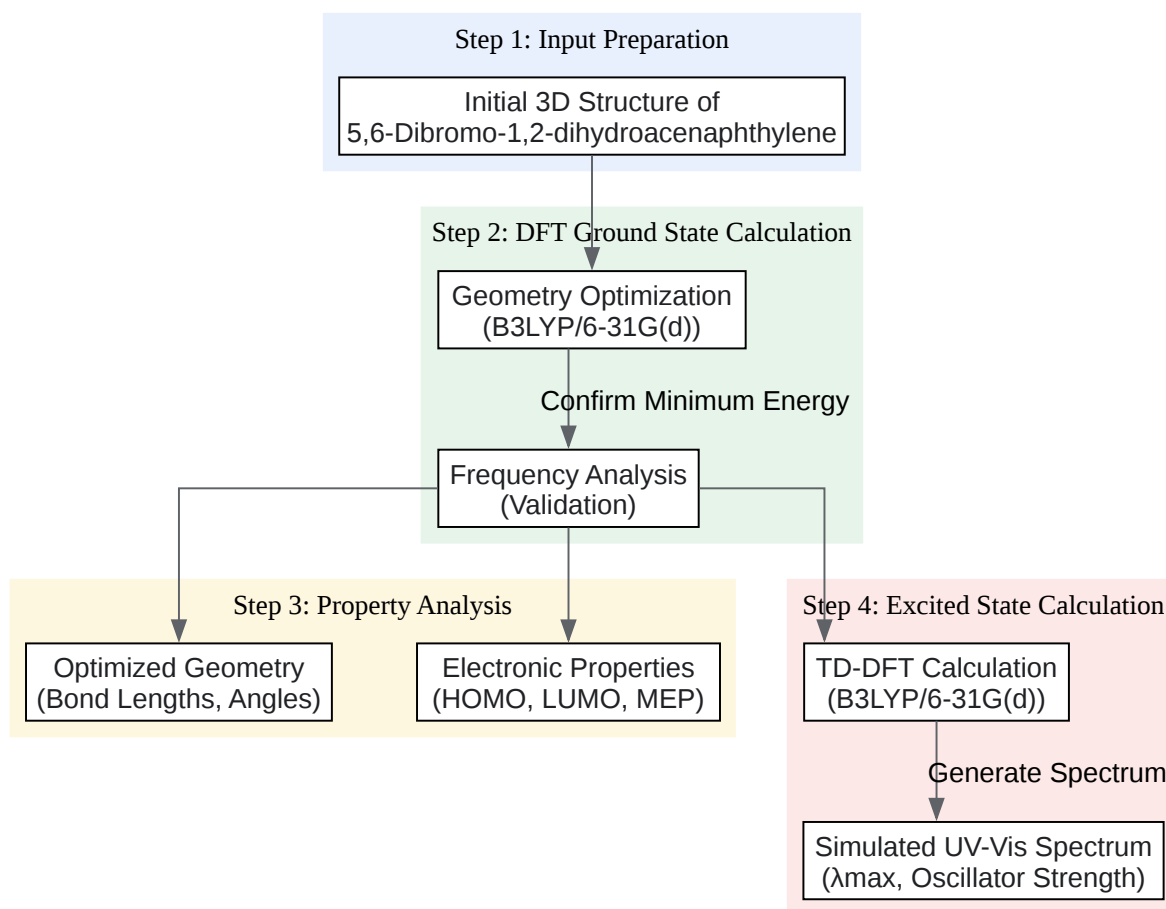 Step 1: Input Preparation
Initial 3D Structure of
5,6-Dibromo-1,2-dihydroacenaphthylene
Step 2: DFT Ground State Calculation
Geometry Optimization
(B3LYP/6-31G(d))
Confirm Minimum Energy
Frequency Analysis
(Validation)
Step 3: Property Analysis
Optimized Geometry
(Bond Lengths, Angles)
Electronic Properties
(HOMO, LUMO, MEP)
Step 4: Excited State Calculation
TD-DFT Calculation
(B3LYP/6-31G(d))
Generate Spectrum
Simulated UV-Vis Spectrum
(λmax, Oscillator Strength)